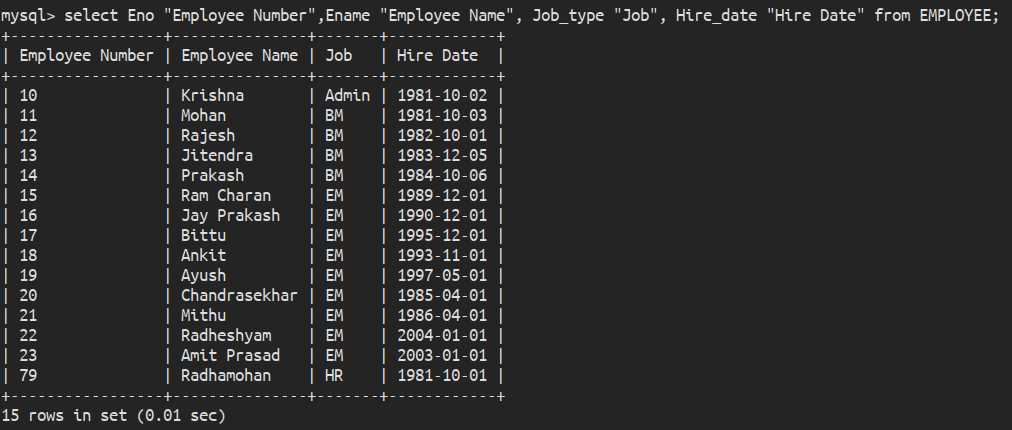 mysql> select Eno "Employee Number",Ename "Employee Name", Job_type "Job", Hire_date "Hire Date" from EMPLOYEE;
+-----------------+---------------+-------+------------+
| Employee Number | Employee Name | Job   | Hire Date  |
+-----------------+---------------+-------+------------+
| 10              | Krishna       | Admin | 1981-10-02 |
| 11              | Mohan         | BM    | 1981-10-03 |
| 12              | Rajesh        | BM    | 1982-10-01 |
| 13              | Jitendra      | BM    | 1983-12-05 |
| 14              | Prakash       | BM    | 1984-10-06 |
| 15              | Ram Charan    | EM    | 1989-12-01 |
| 16              | Jay Prakash   | EM    | 1990-12-01 |
| 17              | Bittu         | EM    | 1995-12-01 |
| 18              | Ankit         | EM    | 1993-11-01 |
| 19              | Ayush         | EM    | 1997-05-01 |
| 20              | Chandrasekhar | EM    | 1985-04-01 |
| 21              | Mithu         | EM    | 1986-04-01 |
| 22              | Radheshyam    | EM    | 2004-01-01 |
| 23              | Amit Prasad   | EM    | 2003-01-01 |
| 79              | Radhamohan    | HR    | 1981-10-01 |
+-----------------+---------------+-------+------------+
15 rows in set (0.01 sec)